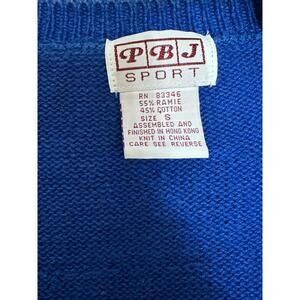 PBJ
SPORT
RN 83346
55% RAMIE
45% COTTON
SIZE S
ASSEMBLED AND
FINISHED IN HONG KONG
KNIT IN CHINA
CARE SEE REVERSE